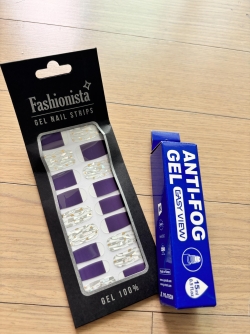 Fashionista
GEL NAIL STRIPS
GEL 100%
ANTI-FOG
GEL
EASY VIEW